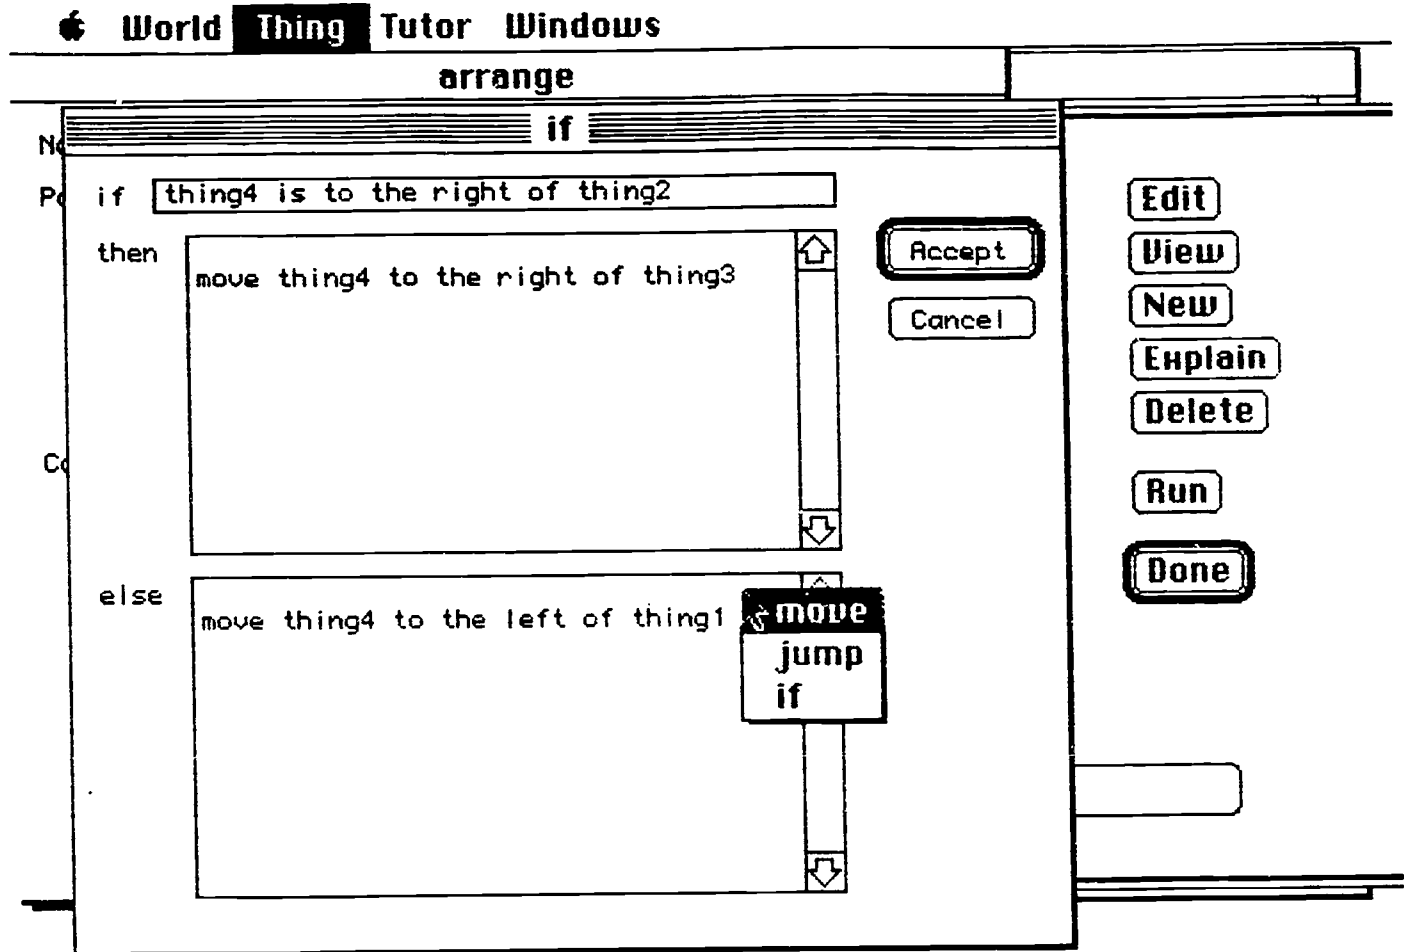 World Thing Tutor Windows
arrange
if
if thing4 is to the right of thing2
then
move thing4 to the right of thing3
Accept
Cancel
Edit
View
New
Explain
Delete
Run
Done
else
move thing4 to the left of thing1
move
jump
if